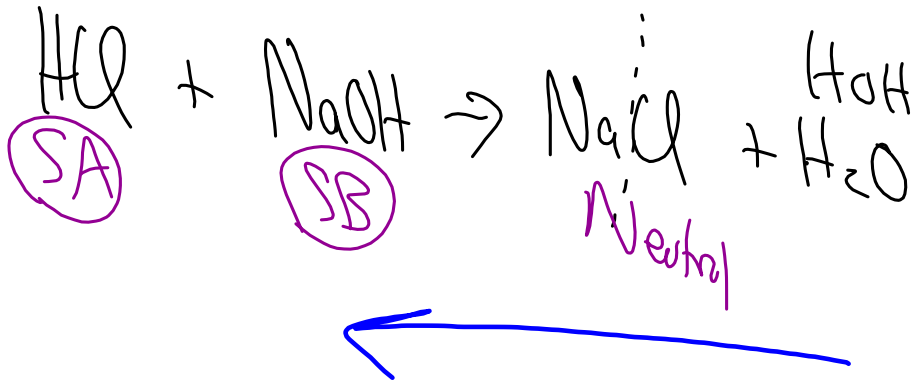 HOH
HCl + NaOH → NaCl + H₂O
SA SB Neutral